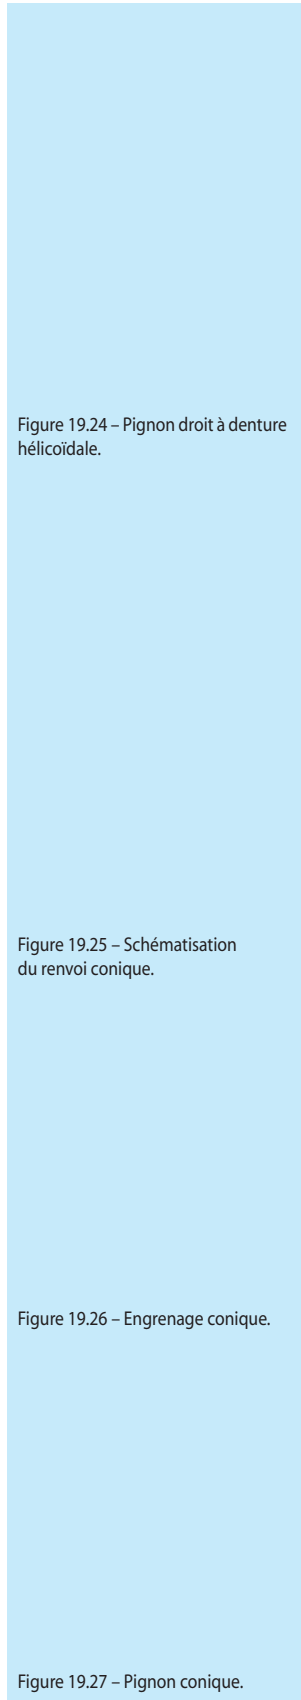 Figure 19.24 – Pignon droit à denture
hélicoïdale.
Figure 19.25 – Schématisation
du renvoi conique.
Figure 19.26 – Engrenage conique.
Figure 19.27 – Pignon conique.